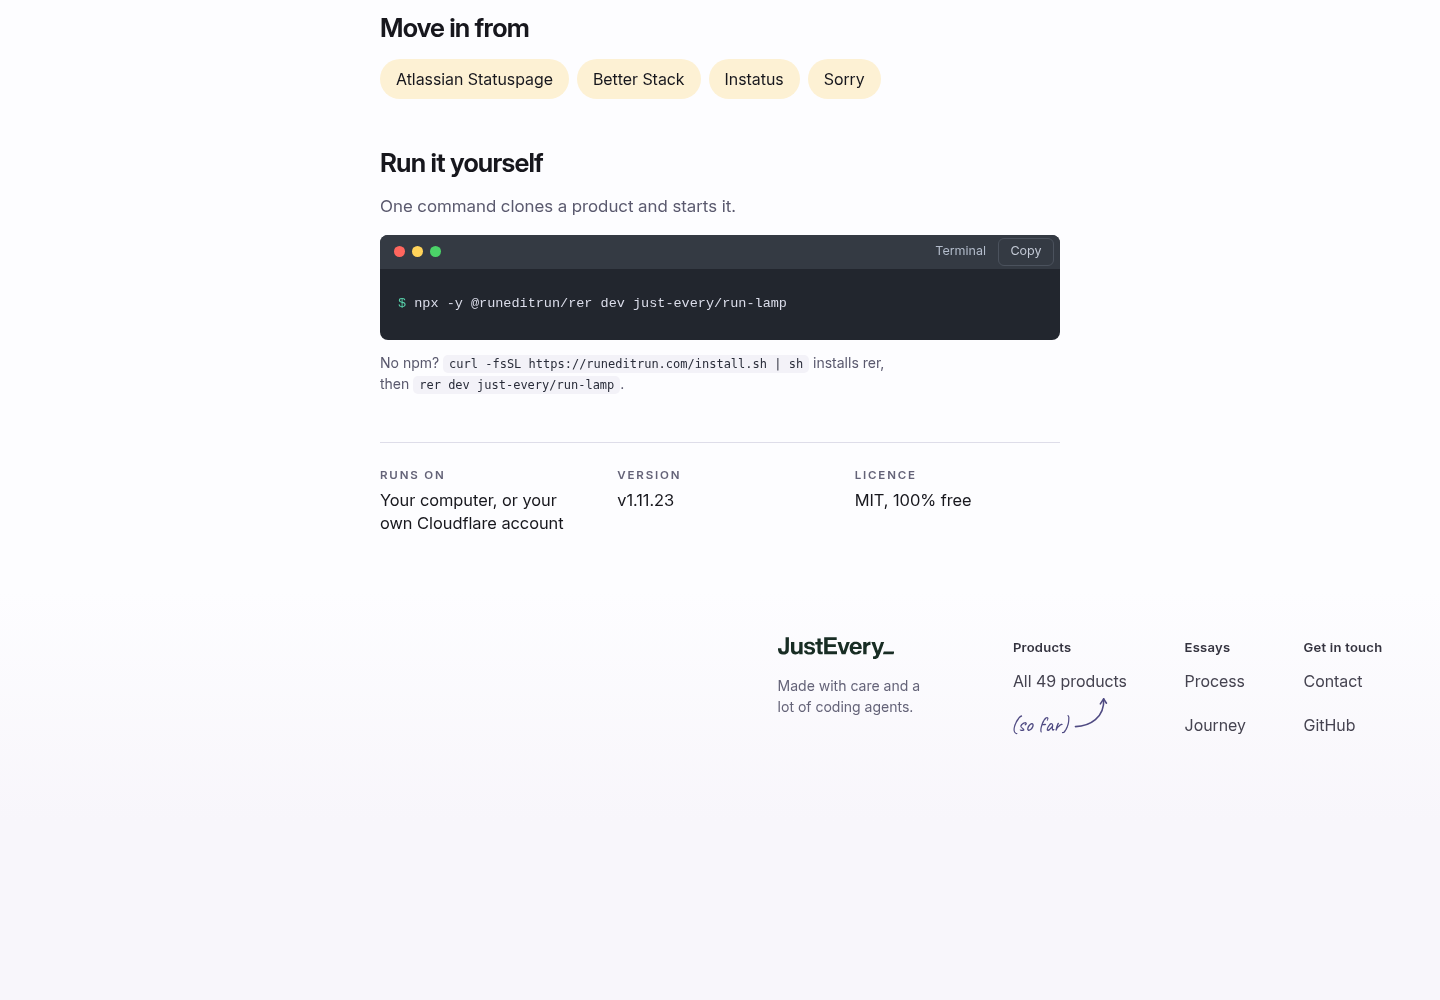 Move in from
Atlassian Statuspage Better Stack Instatus Sorry
Run it yourself
One command clones a product and starts it.
Terminal Copy
$ npx -y @runeditrun/rer dev just-every/run-lamp
No npm? curl -fsSL https://runeditrun.com/install.sh | sh installs rer,
then rer dev just-every/run-lamp.
RUNS ON
Your computer, or your
own Cloudflare account
VERSION
v1.11.23
LICENCE
MIT, 100% free
JustEvery_
Made with care and a
lot of coding agents.
Products
All 49 products
(so far)
Essays
Process
Journey
Get in touch
Contact
GitHub